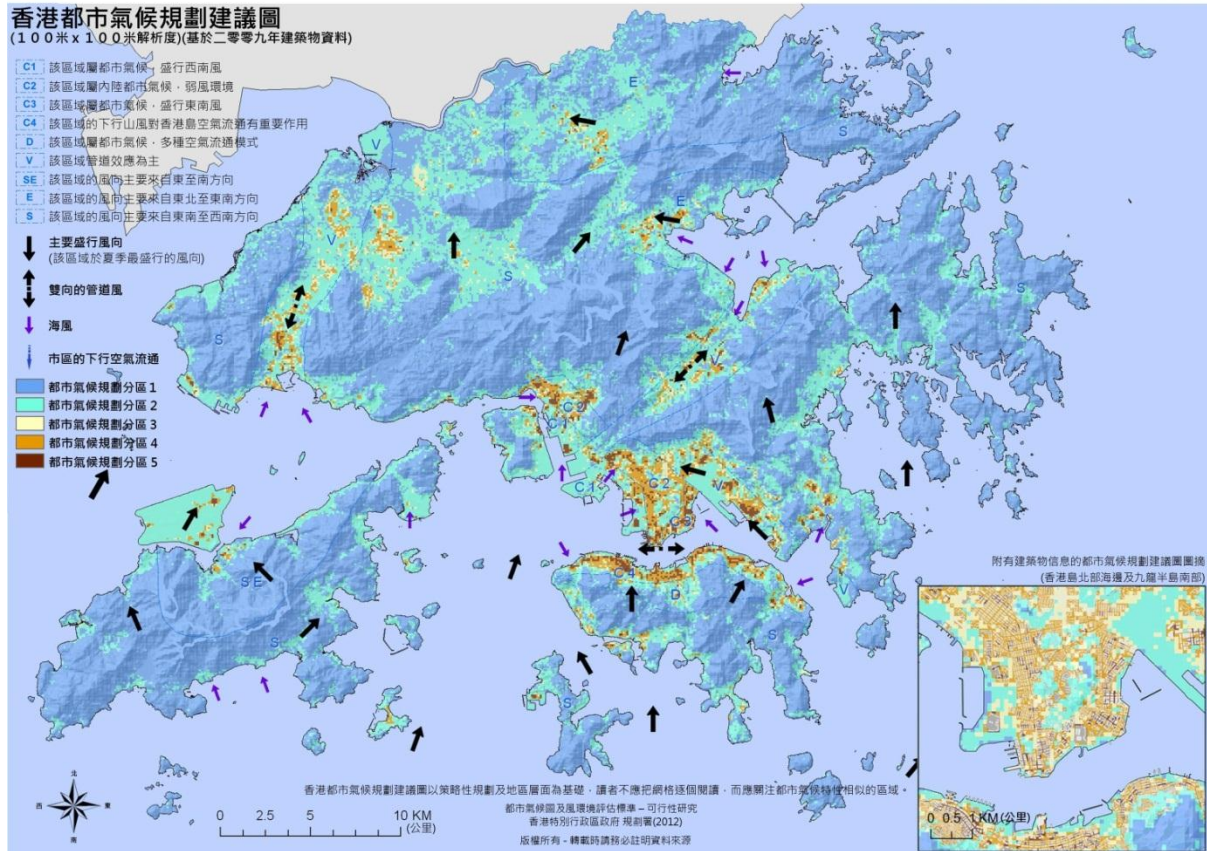 香港都市氣候規劃建議圖
(１００米 x １００米解析度)(基於二零零九年建築物資料)
C1 該區域屬都市氣候，盛行西南風
C2 該區域屬內陸都市氣候，弱風環境
C3 該區域屬都市氣候，盛行東南風
C4 該區域的下行山風對香港島空氣流通有重要作用
D 該區域屬都市氣候，多種空氣流通模式
V 該區域管道效應為主
SE 該區域的風向主要來自東至南方向
E 該區域的風向主要來自東北至東南方向
S 該區域的風向主要來自東南至西南方向
主要盛行風向
(該區域於夏季最盛行的風向)
雙向的管道風
海風
市區的下行空氣流通
都市氣候規劃分區 1
都市氣候規劃分區 2
都市氣候規劃分區 3
都市氣候規劃分區 4
都市氣候規劃分區 5
E
V
S
E
V
S
S
S
V
C2
C1
C1
C2
V
C3
SE
S
C4
D
S
V
S
附有建築物信息的都市氣候規劃建議圖圖摘
(香港島北部海邊及九龍半島南部)
0 0.5 1 KM (公里)
北
西
東
南
0 2.5 5 10 KM
(公里)
香港都市氣候規劃建議圖以策略性規劃及地區層面為基礎，讀者不應把網格逐個閱讀，而應關注都市氣候特性相似的區域。
都市氣候圖及風環境評估標準 – 可行性研究
香港特別行政區政府 規劃署(2012)
版權所有 - 轉載時請務必註明資料來源